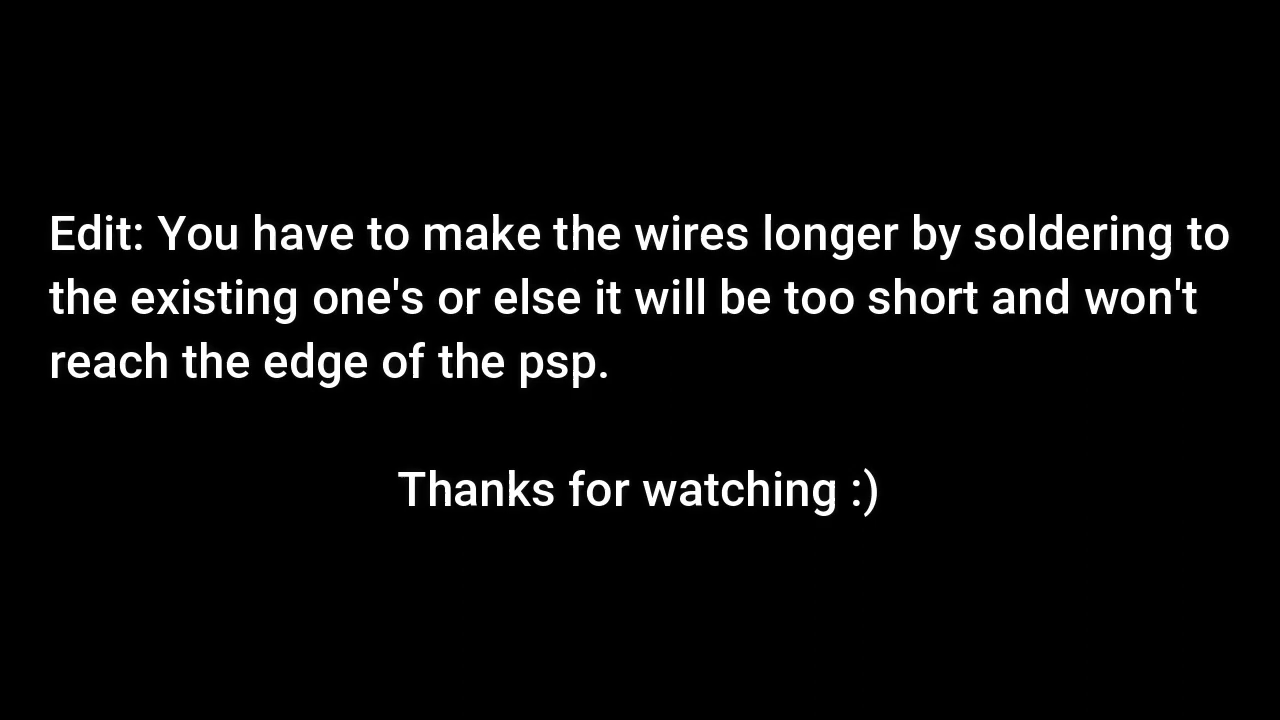 Edit: You have to make the wires longer by soldering to
the existing one's or else it will be too short and won't
reach the edge of the psp.
Thanks for watching :)